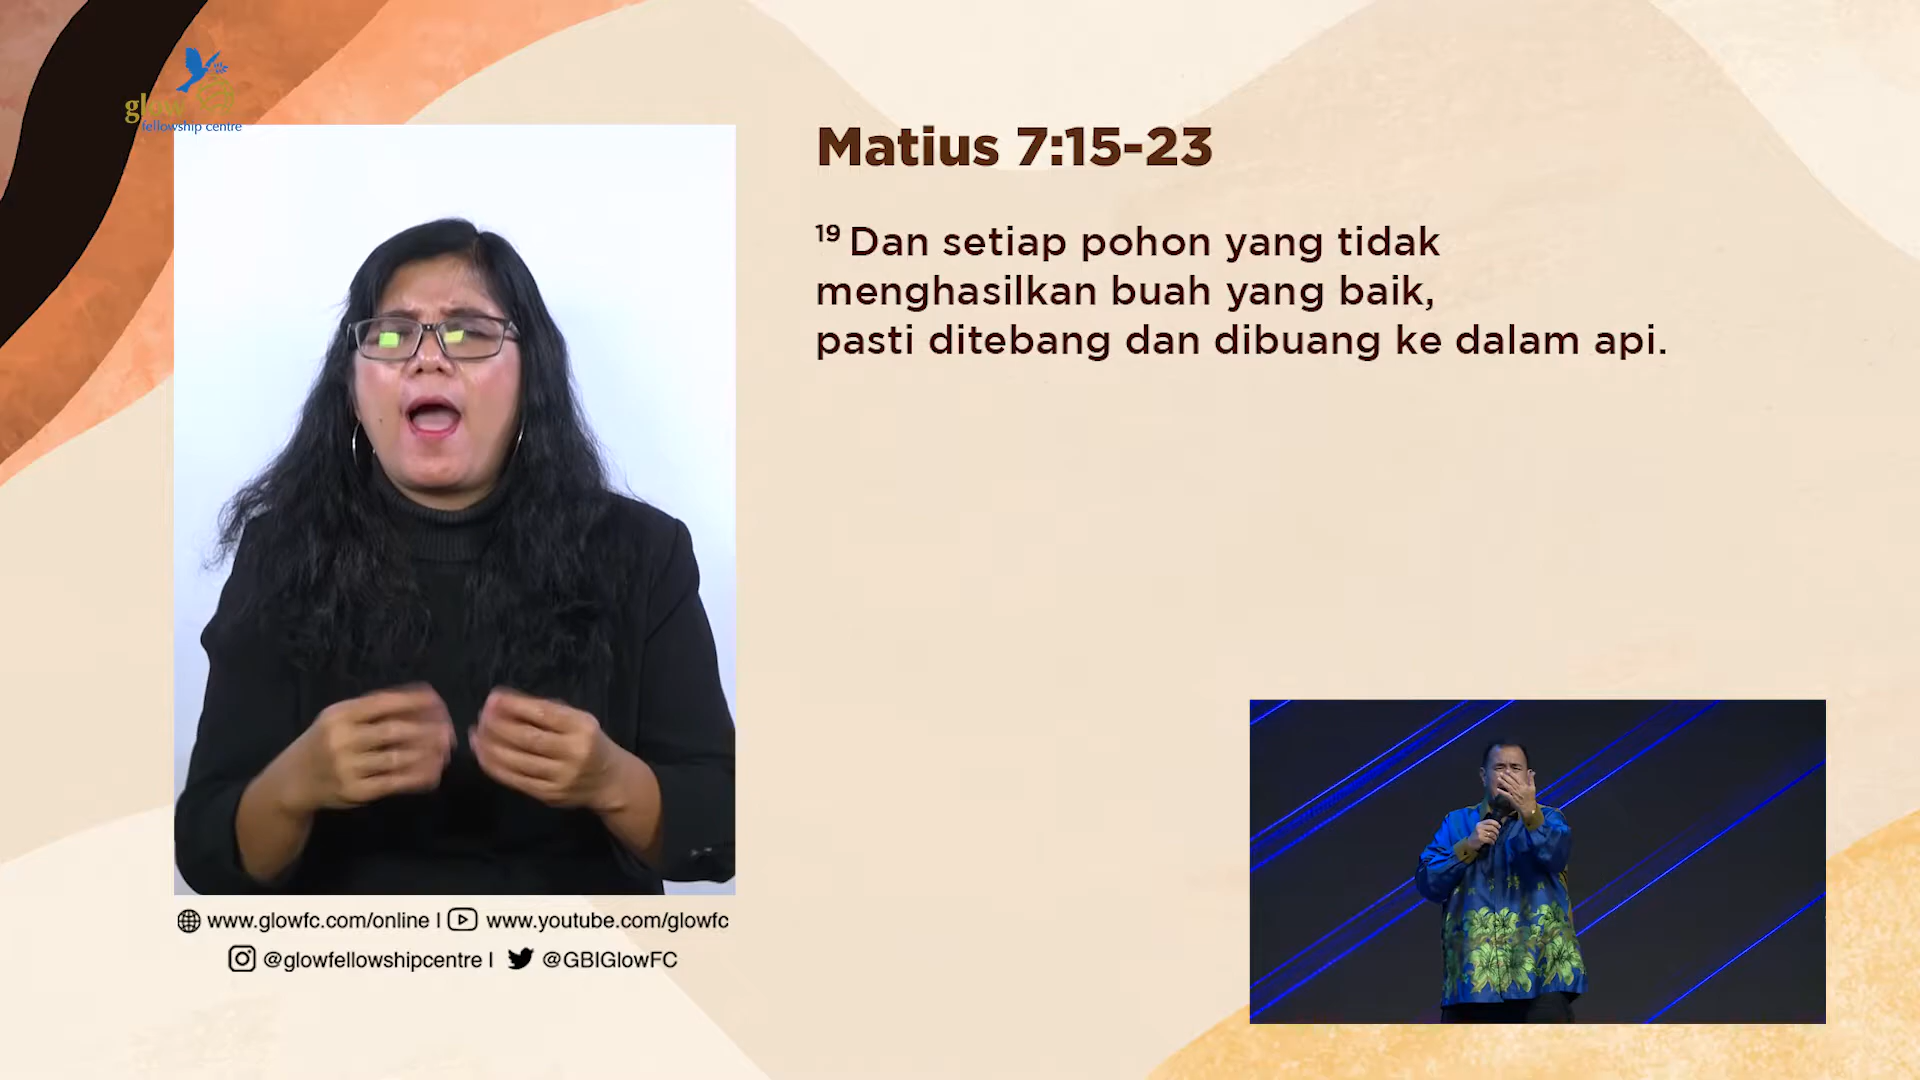 glow
fellowship centre
Matius 7:15-23
19 Dan setiap pohon yang tidak
menghasilkan buah yang baik,
pasti ditebang dan dibuang ke dalam api.
www.glowfc.com/online I www.youtube.com/glowfc
@glowfellowshipcentre I @GBIGlowFC